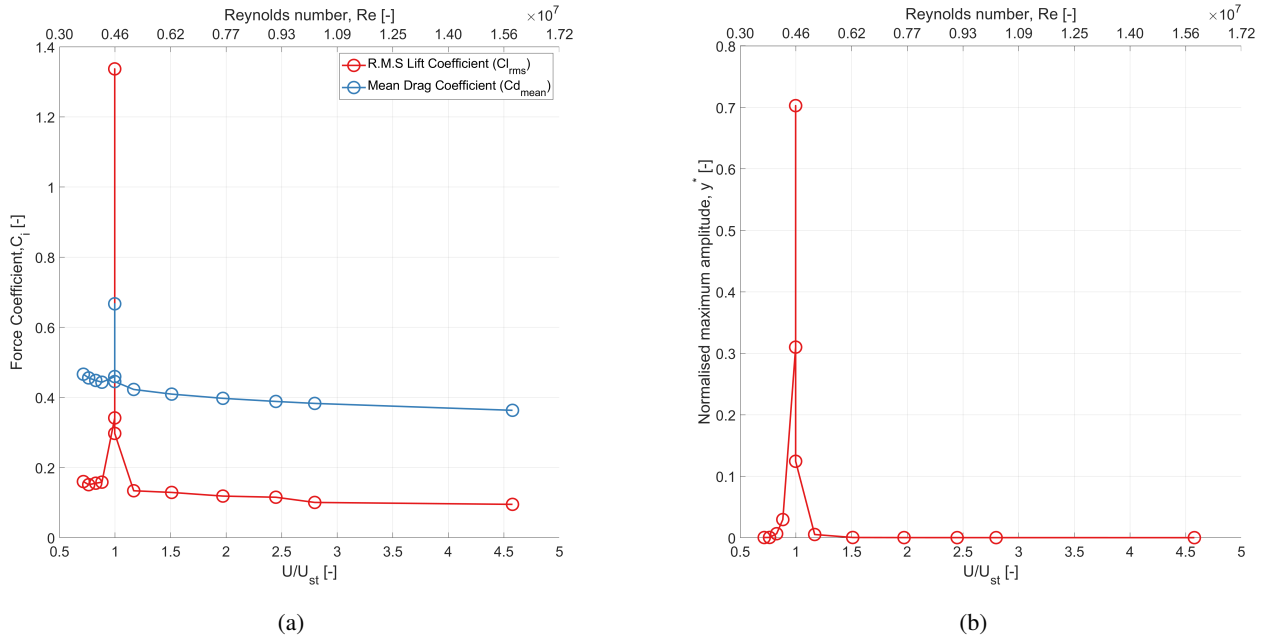 Reynolds number, Re [-]
×10^7
0.30 0.46 0.62 0.77 0.93 1.09 1.25 1.40 1.56 1.72
1.4
1.2
1
0.8
0.6
0.4
0.2
0
Force Coefficient,C_i [-]
R.M.S Lift Coefficient (Cl_rms)
Mean Drag Coefficient (Cd_mean)
0.5 1 1.5 2 2.5 3 3.5 4 4.5 5
U/U_st [-]
(a)
Reynolds number, Re [-]
×10^7
0.30 0.46 0.62 0.77 0.93 1.09 1.25 1.40 1.56 1.72
0.8
0.7
0.6
0.5
0.4
0.3
0.2
0.1
0
Normalised maximum amplitude, y^* [-]
0.5 1 1.5 2 2.5 3 3.5 4 4.5 5
U/U_st [-]
(b)